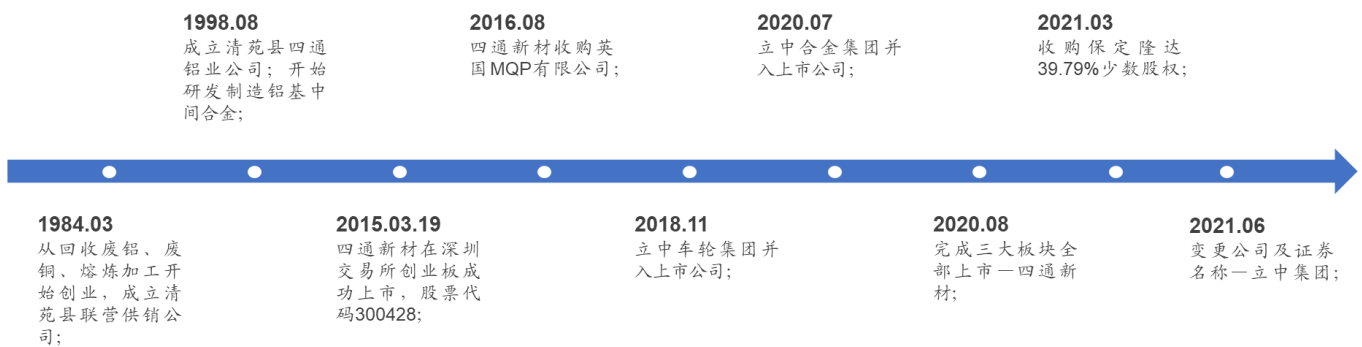 1998.08
成立清苑县四通
铝业公司；开始
研发制造铝基中
间合金;
2016.08
四通新材收购英
国MQP有限公司;
2020.07
立中合金集团并
入上市公司;
2021.03
收购保定隆达
39.79%少数股权;
1984.03
从回收废铝、废
铜、熔炼加工开
始创业，成立清
苑县联营供销公
司;
2015.03.19
四通新材在深圳
交易所创业板成
功上市，股票代
码300428;
2018.11
立中车轮集团并
入上市公司;
2020.08
完成三大板块全
部上市－四通新
材;
2021.06
变更公司及证券
名称－立中集团;